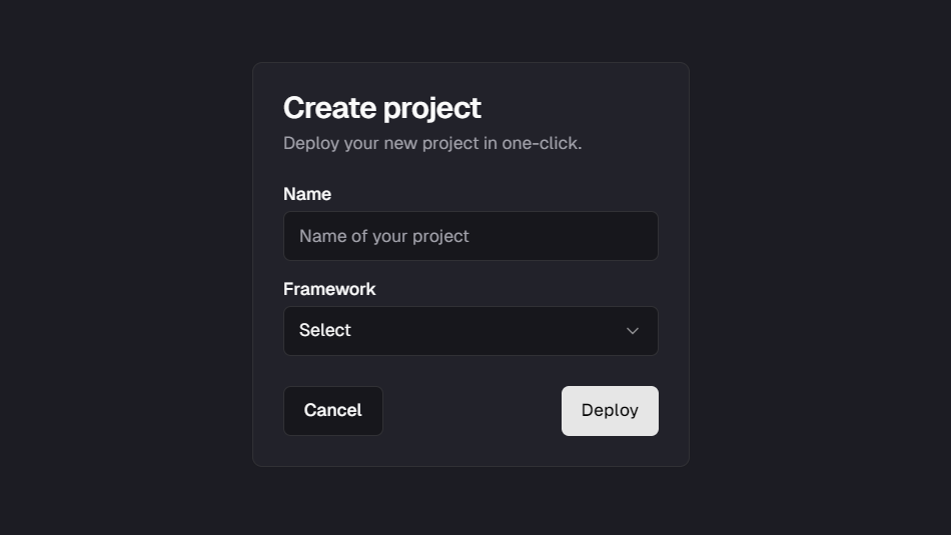 Create project
Deploy your new project in one-click.
Name
Name of your project
Framework
Select
Cancel
Deploy